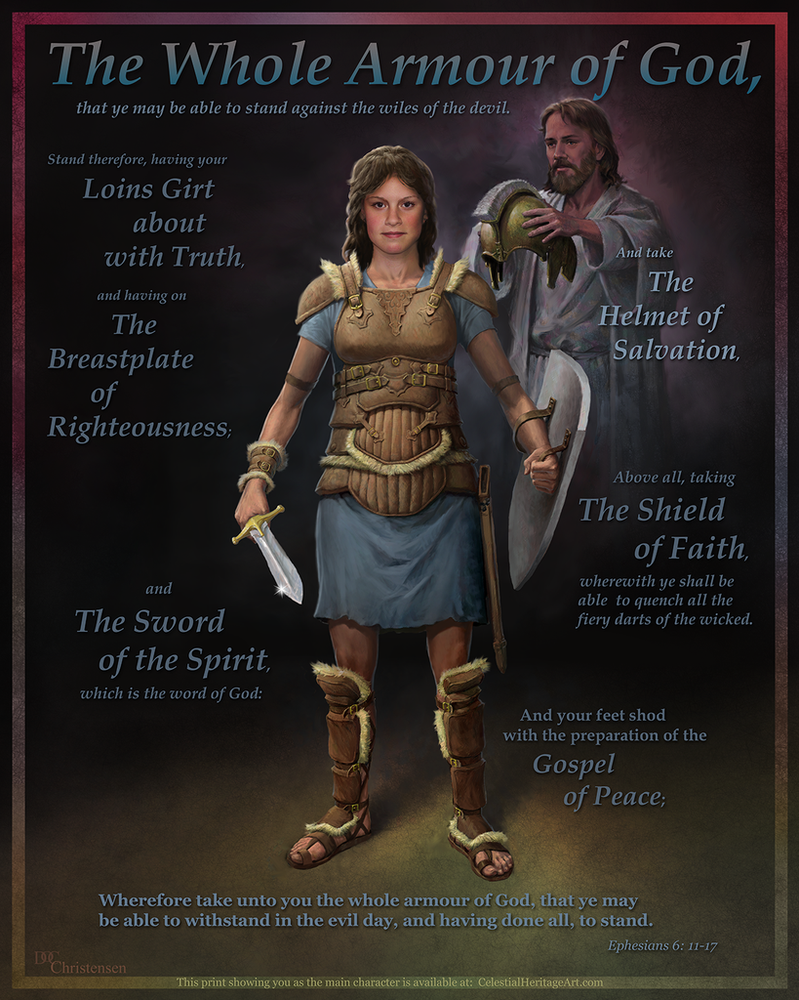 The Whole Armour of God,
that ye may be able to stand against the wiles of the devil.
Stand therefore, having your
Loins Girt
about
with Truth,
and having on
The
Breastplate
of
Righteousness;
And take
The
Helmet of
Salvation,
Above all, taking
The Shield
of Faith,
wherewith ye shall be
able to quench all the
fiery darts of the wicked.
and
The Sword
of the Spirit,
which is the word of God:
And your feet shod
with the preparation of the
Gospel
of Peace;
Wherefore take unto you the whole armour of God, that ye may
be able to withstand in the evil day, and having done all, to stand.
Ephesians 6: 11-17
DOC
Christensen
This print showing you as the main character is available at: CelestialHeritageArt.com